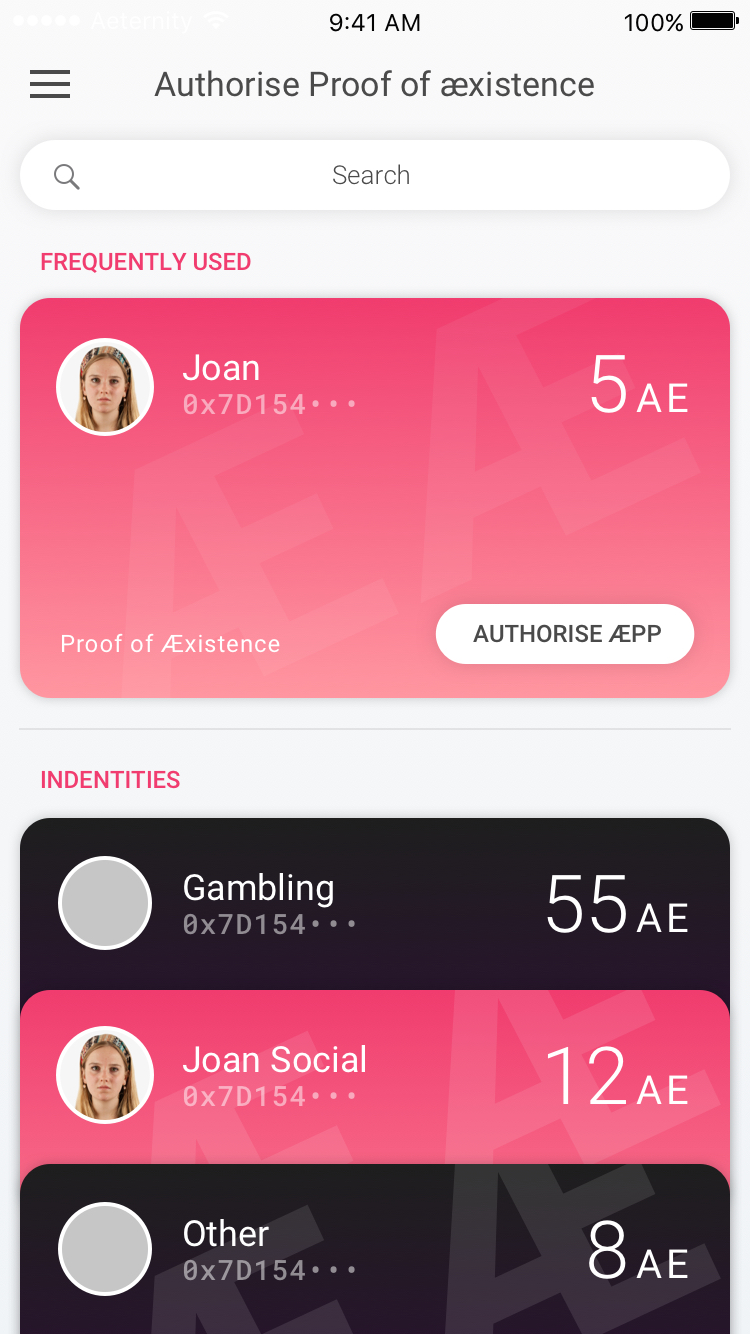 Aeternity 9:41 AM 100%
Authorise Proof of æxistence
Search
FREQUENTLY USED
Joan
0x7D154···
5 AE
Proof of Æxistence
AUTHORISE ÆPP
INDENTITIES
Gambling
0x7D154···
55 AE
Joan Social
0x7D154···
12 AE
Other
0x7D154···
8 AE